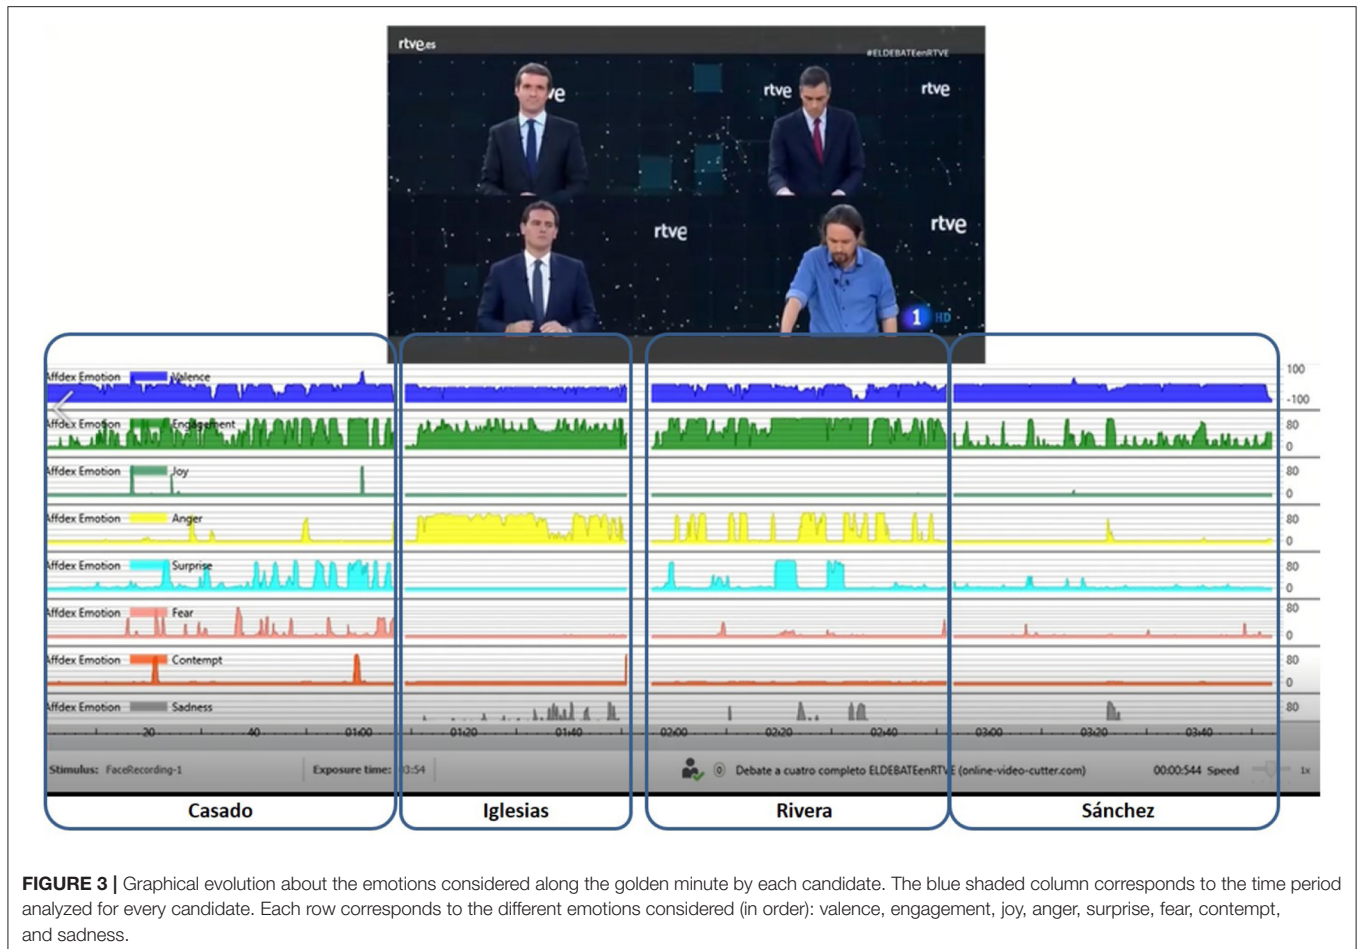 rtve.es
#ELDEBATEenRTVE
ve
rtve
rtve
rtve
rtve
1 HD
Affdex Emotion Valence
100
-100
Affdex Emotion Engagement
80
0
Affdex Emotion Joy
80
0
Affdex Emotion Anger
80
0
Affdex Emotion Surprise
80
0
Affdex Emotion Fear
80
0
Affdex Emotion Contempt
80
0
Affdex Emotion Sadness
80
20 40 01:00 01:20 01:40 02:00 02:20 02:40 03:00 03:20 03:40
Stimulus: FaceRecording-1 Exposure time: 03:54 Debate a cuatro completo ELDEBATEenRTVE (online-video-cutter.com) 00:00:544 Speed 1x
Casado Iglesias Rivera Sánchez
FIGURE 3 | Graphical evolution about the emotions considered along the golden minute by each candidate. The blue shaded column corresponds to the time period
analyzed for every candidate. Each row corresponds to the different emotions considered (in order): valence, engagement, joy, anger, surprise, fear, contempt,
and sadness.